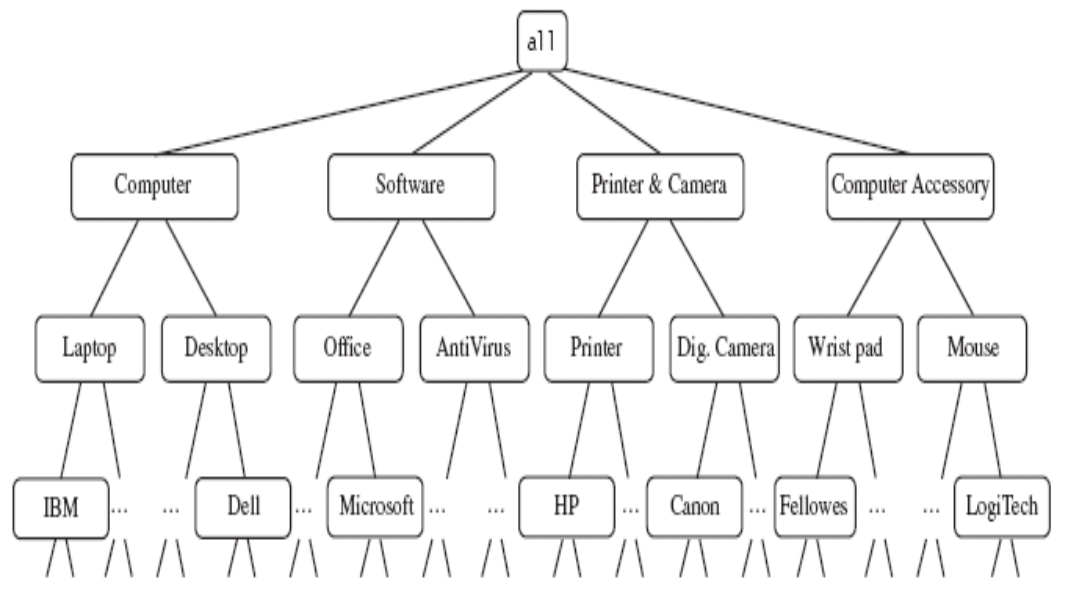 all
Computer
Software
Printer & Camera
Computer Accessory
Laptop
Desktop
Office
AntiVirus
Printer
Dig. Camera
Wrist pad
Mouse
IBM
...
...
Dell
...
Microsoft
...
...
HP
...
Canon
...
Fellowes
...
...
LogiTech